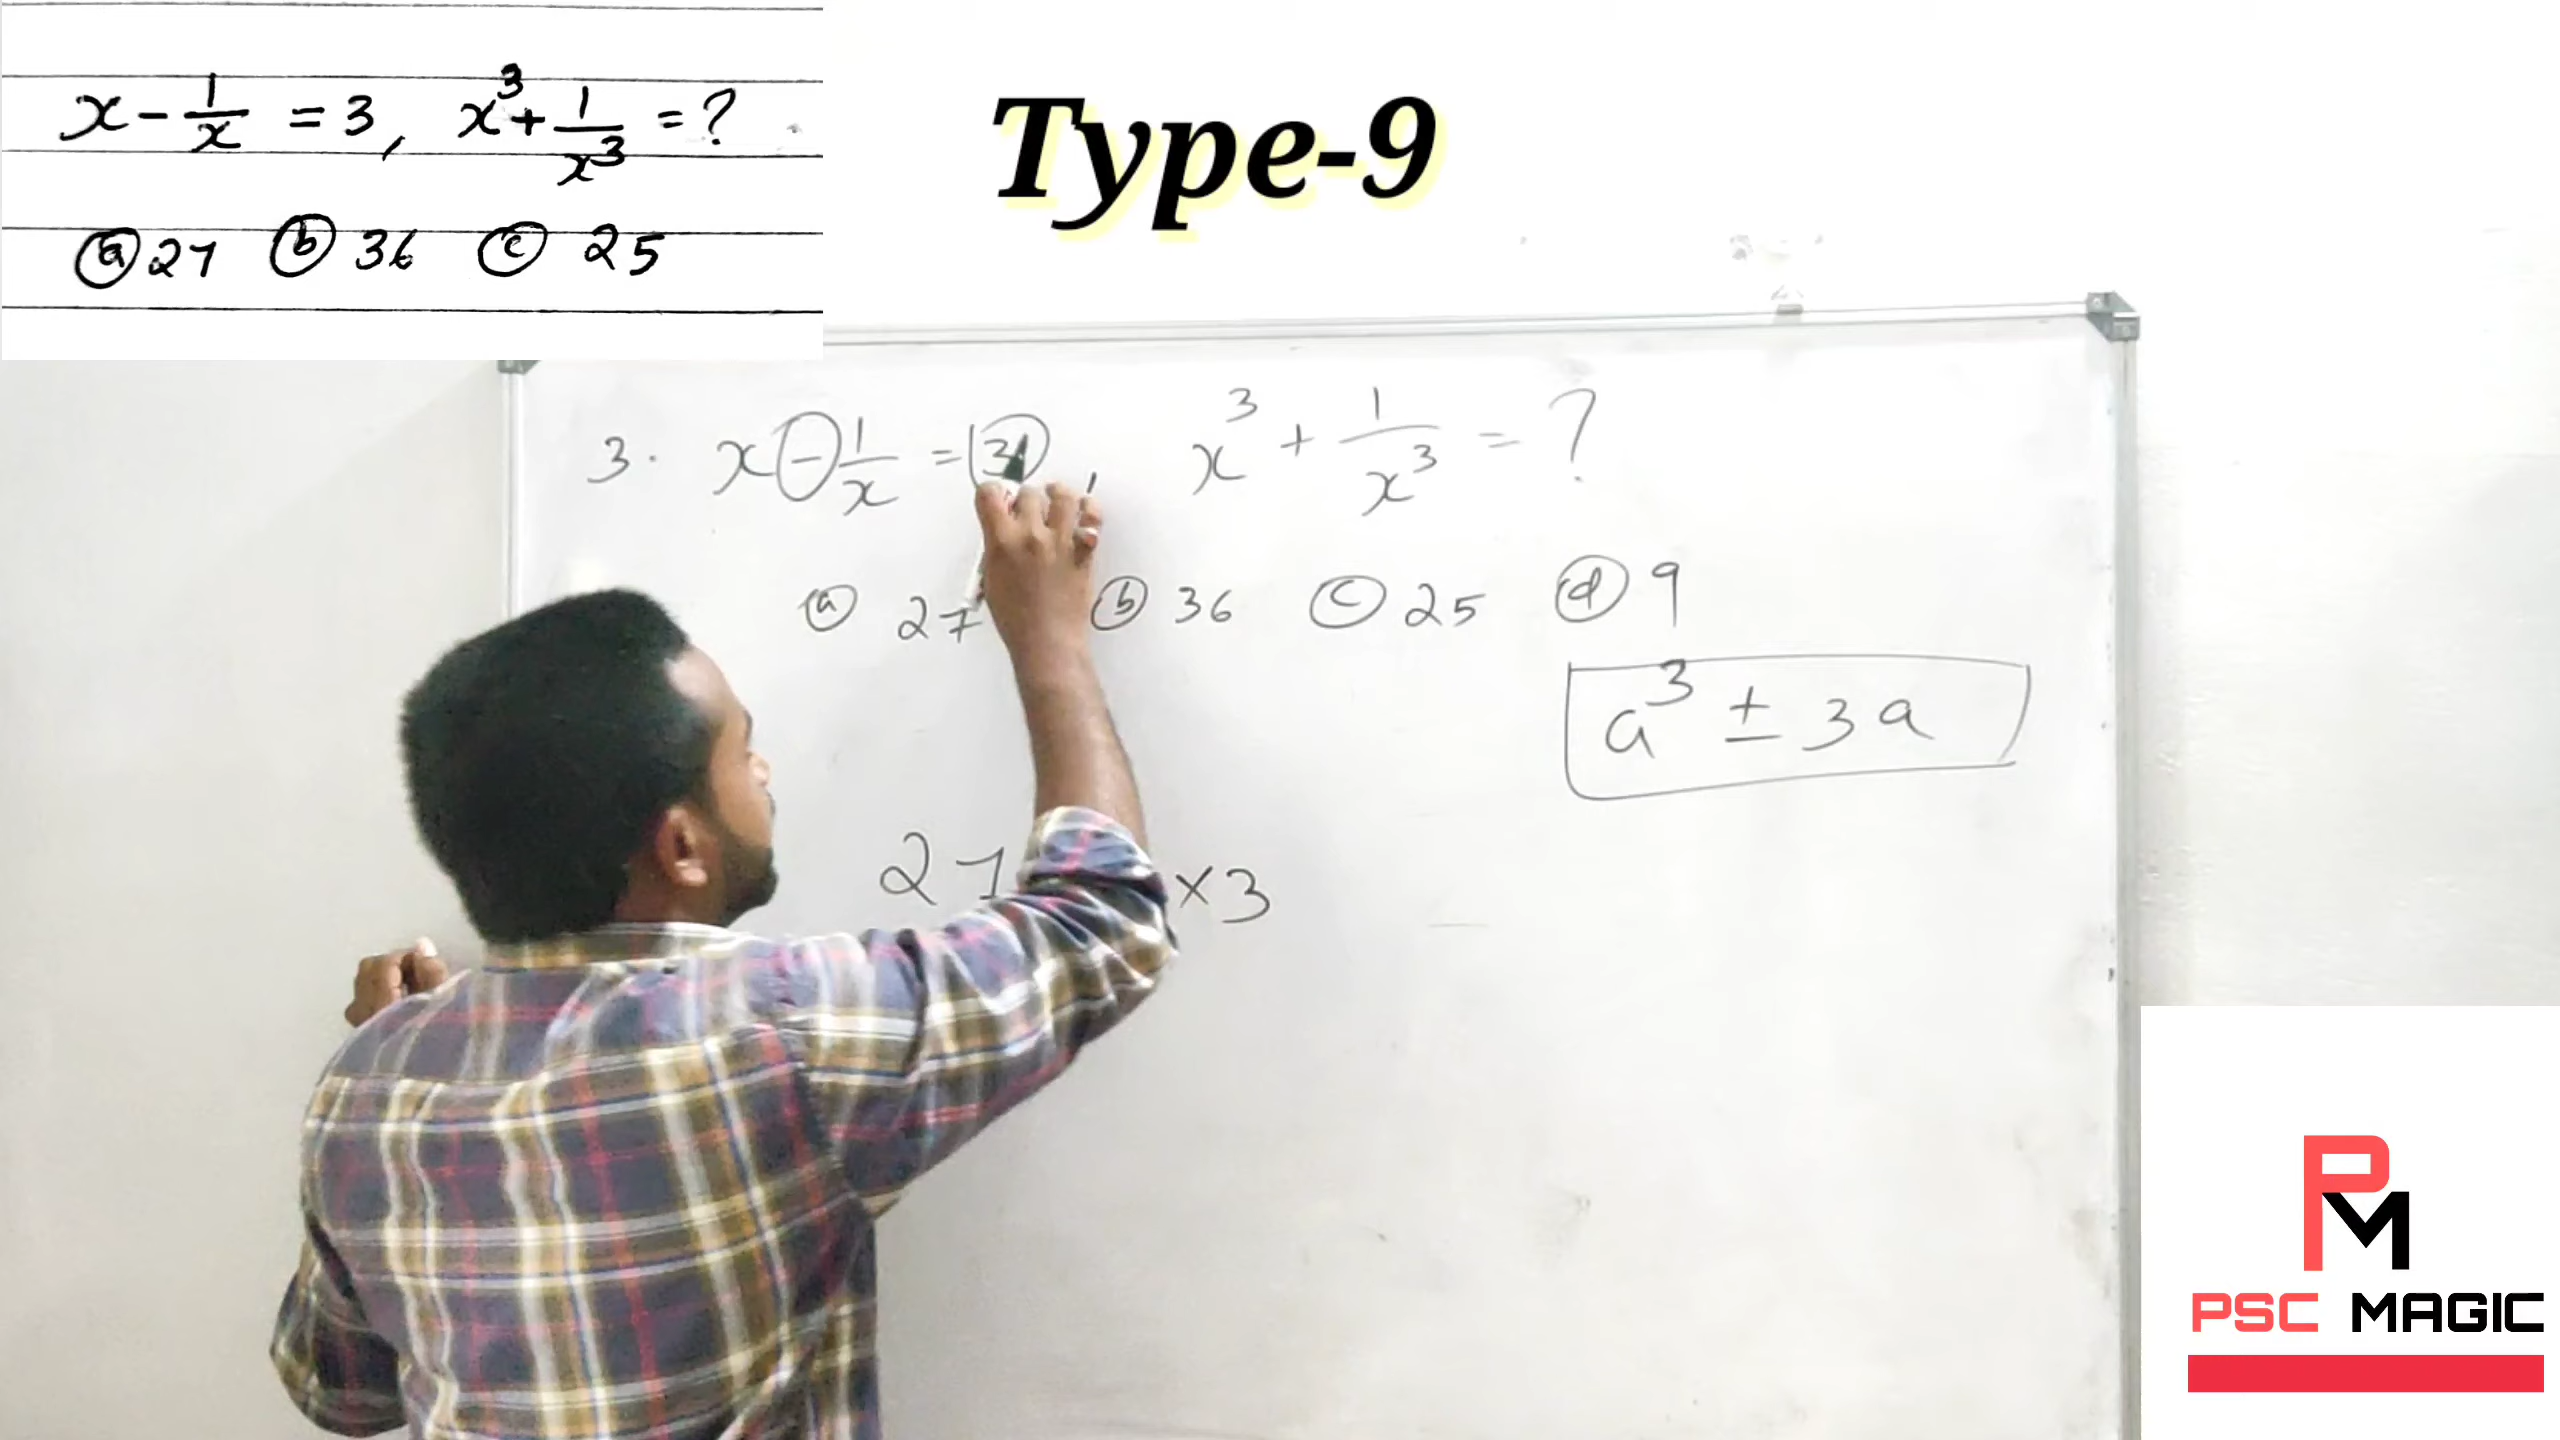 x - 1/x = 3, x³ + 1/x³ = ?
ⓐ 27 ⓑ 36 ⓒ 25
Type-9
3. x - 1/x = 3, x³ + 1/x³ = ?
ⓐ 27 ⓑ 36 ⓒ 25 ⓓ 9
a³ ± 3a
27 ×3
PM
PSC MAGIC